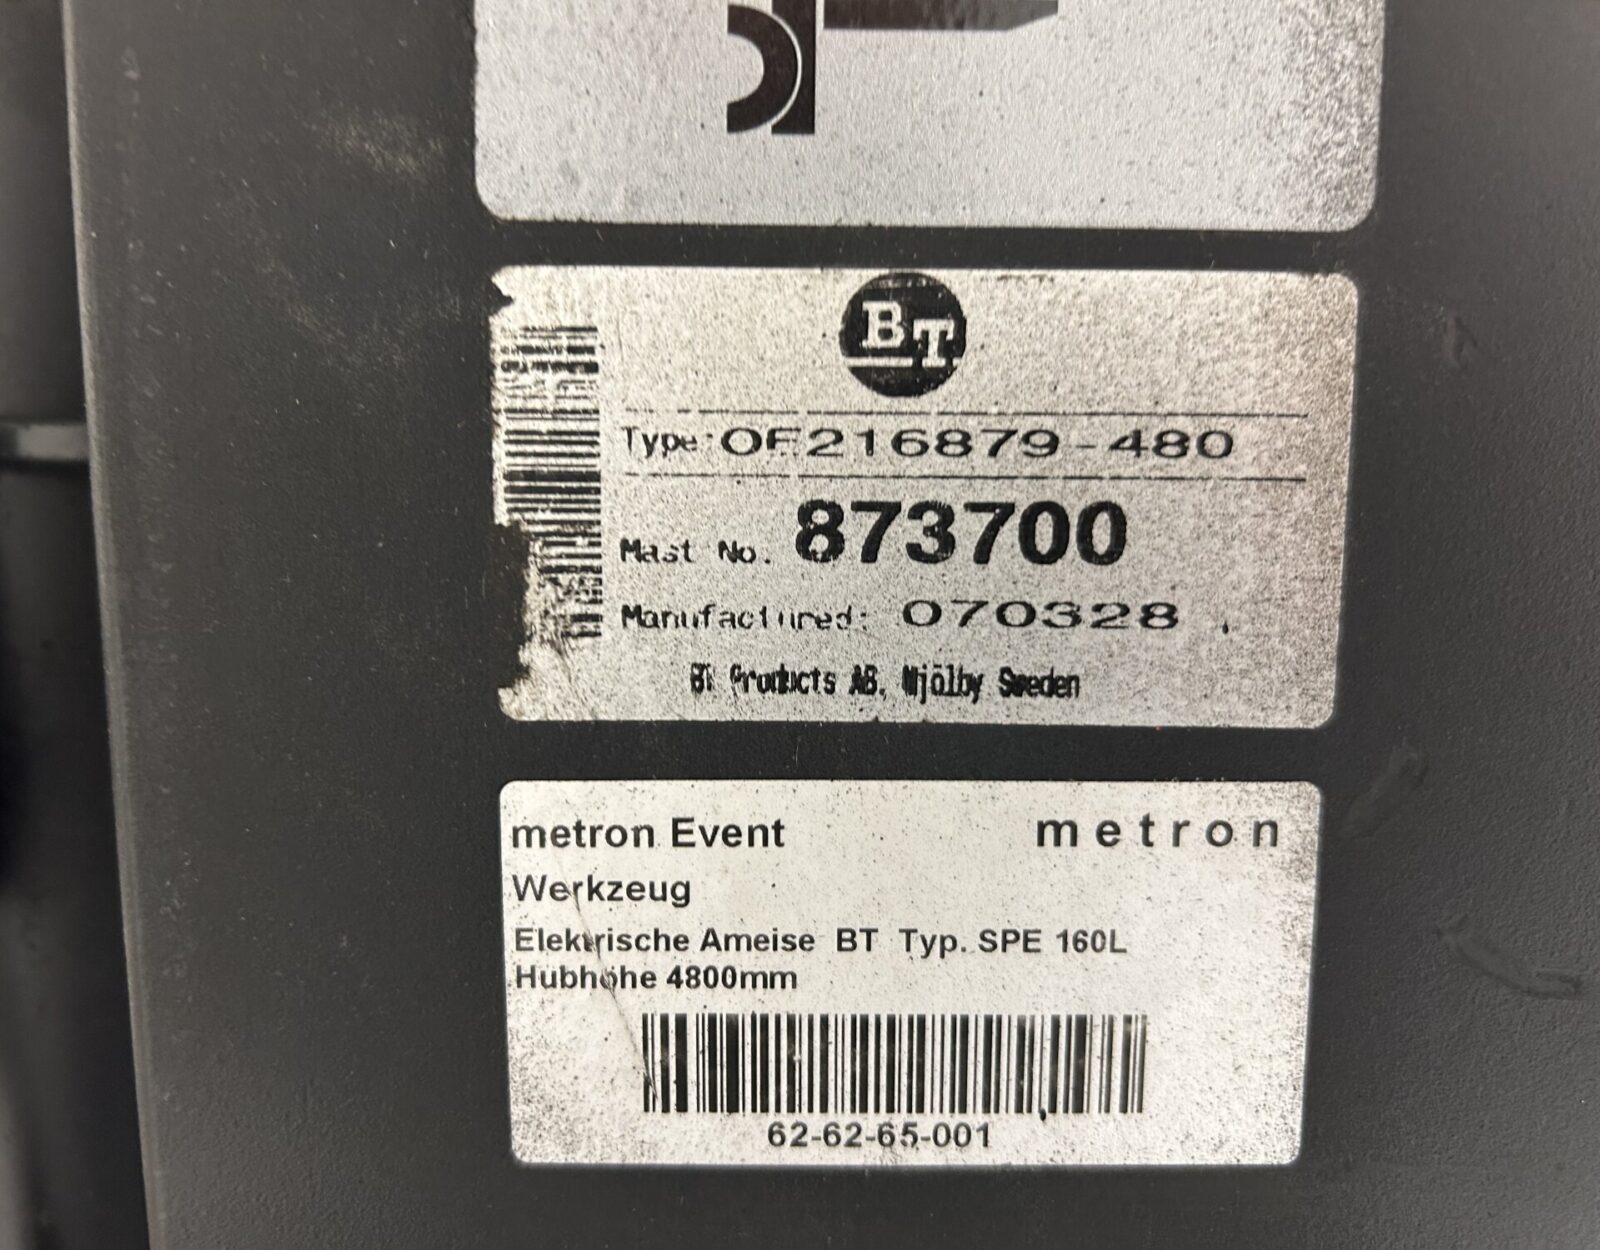 BT
Type: OF216879-480
Mast No. 873700
Manufactured: 070328
BT Products AB, Mjölby Sweden
metron Event metron
Werkzeug
Elektrische Ameise BT Typ. SPE 160L
Hubhöhe 4800mm
62-62-65-001